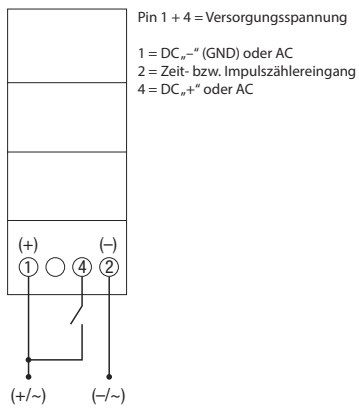 Pin 1 + 4 = Versorgungsspannung
1 = DC „–“ (GND) oder AC
2 = Zeit- bzw. Impulszählereingang
4 = DC „+“ oder AC
(+) (–)
1 4 2
(+/~) (–/~)